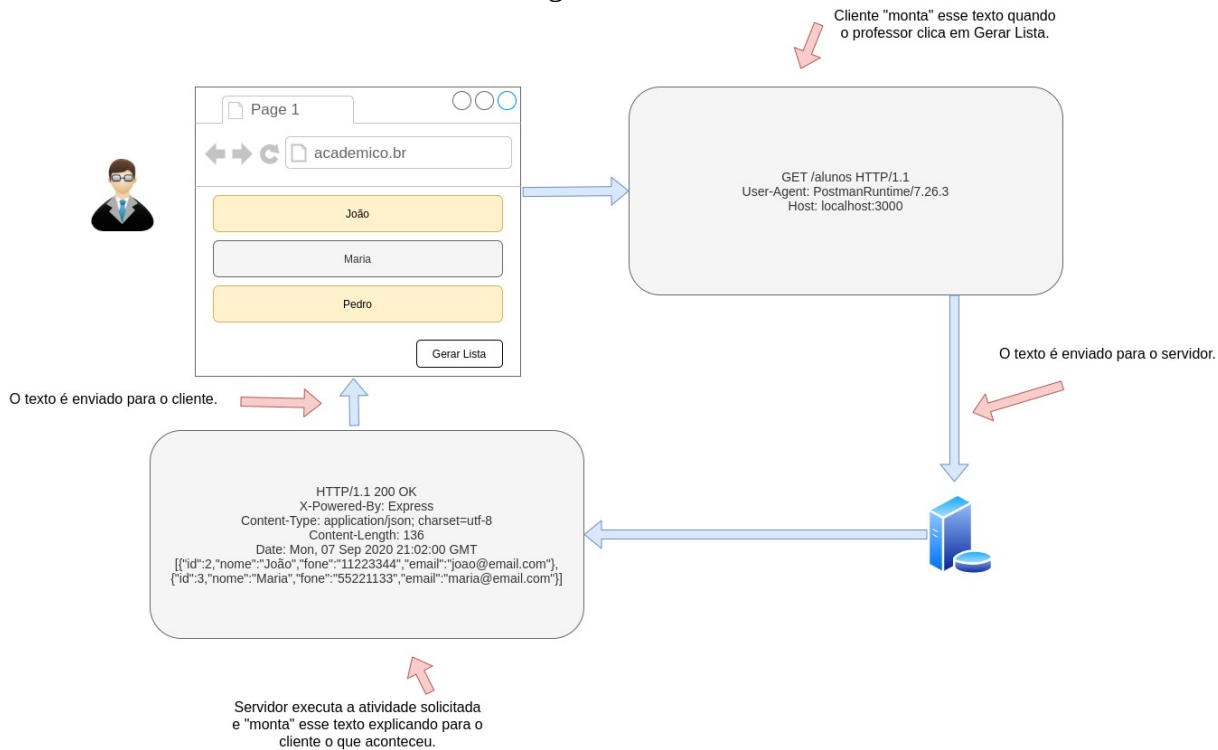 Cliente "monta" esse texto quando
o professor clica em Gerar Lista.
Page 1
academico.br
João
Maria
Pedro
Gerar Lista
GET /alunos HTTP/1.1
User-Agent: PostmanRuntime/7.26.3
Host: localhost:3000
O texto é enviado para o servidor.
O texto é enviado para o cliente.
HTTP/1.1 200 OK
X-Powered-By: Express
Content-Type: application/json; charset=utf-8
Content-Length: 136
Date: Mon, 07 Sep 2020 21:02:00 GMT
[{"id":2,"nome":"João","fone":"11223344","email":"joao@email.com"},
{"id":3,"nome":"Maria","fone":"55221133","email":"maria@email.com"}]
Servidor executa a atividade solicitada
e "monta" esse texto explicando para o
cliente o que aconteceu.